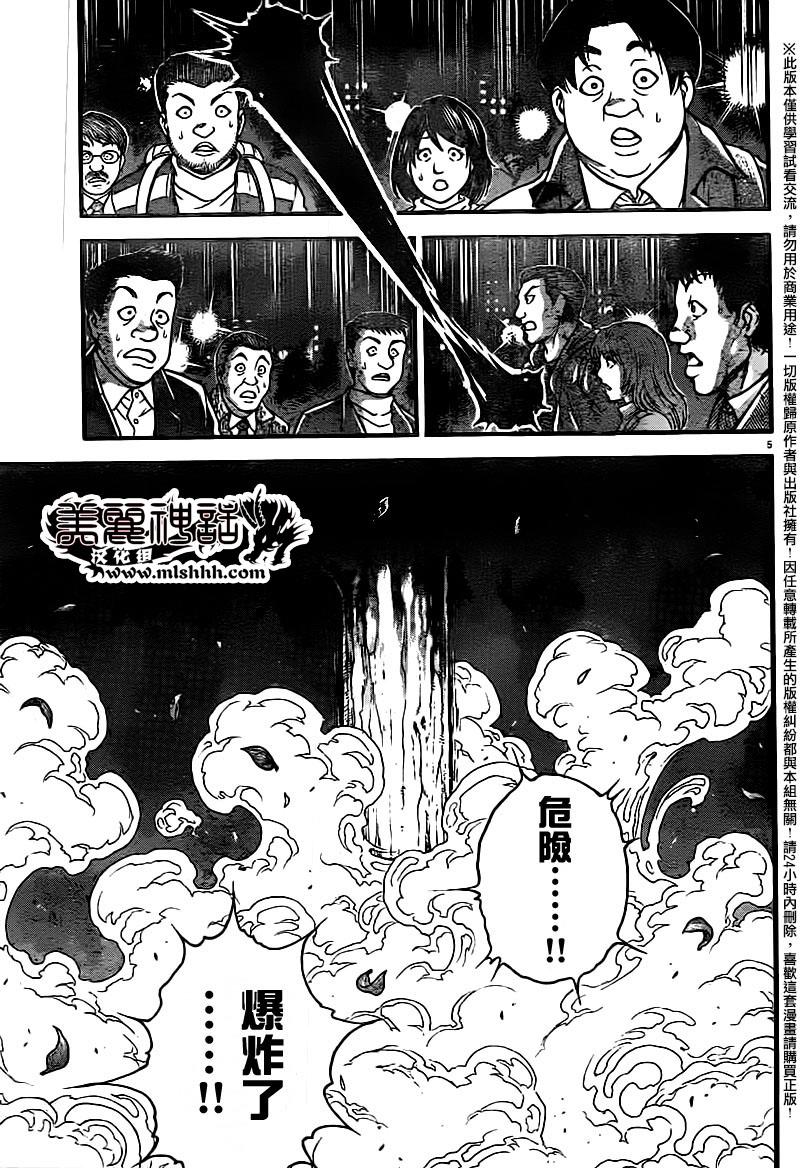 ※此版本僅供學習試看交流，請勿用於商業用途！一切版權歸原作者與出版社擁有！因任意轉載所產生的版權糾紛都與本組無關！請24小時內刪除，喜歡這套漫畫請購買正版！
5
美麗神話
汉化组
www.mlshhh.com
危險
……!!
爆炸了
……!!